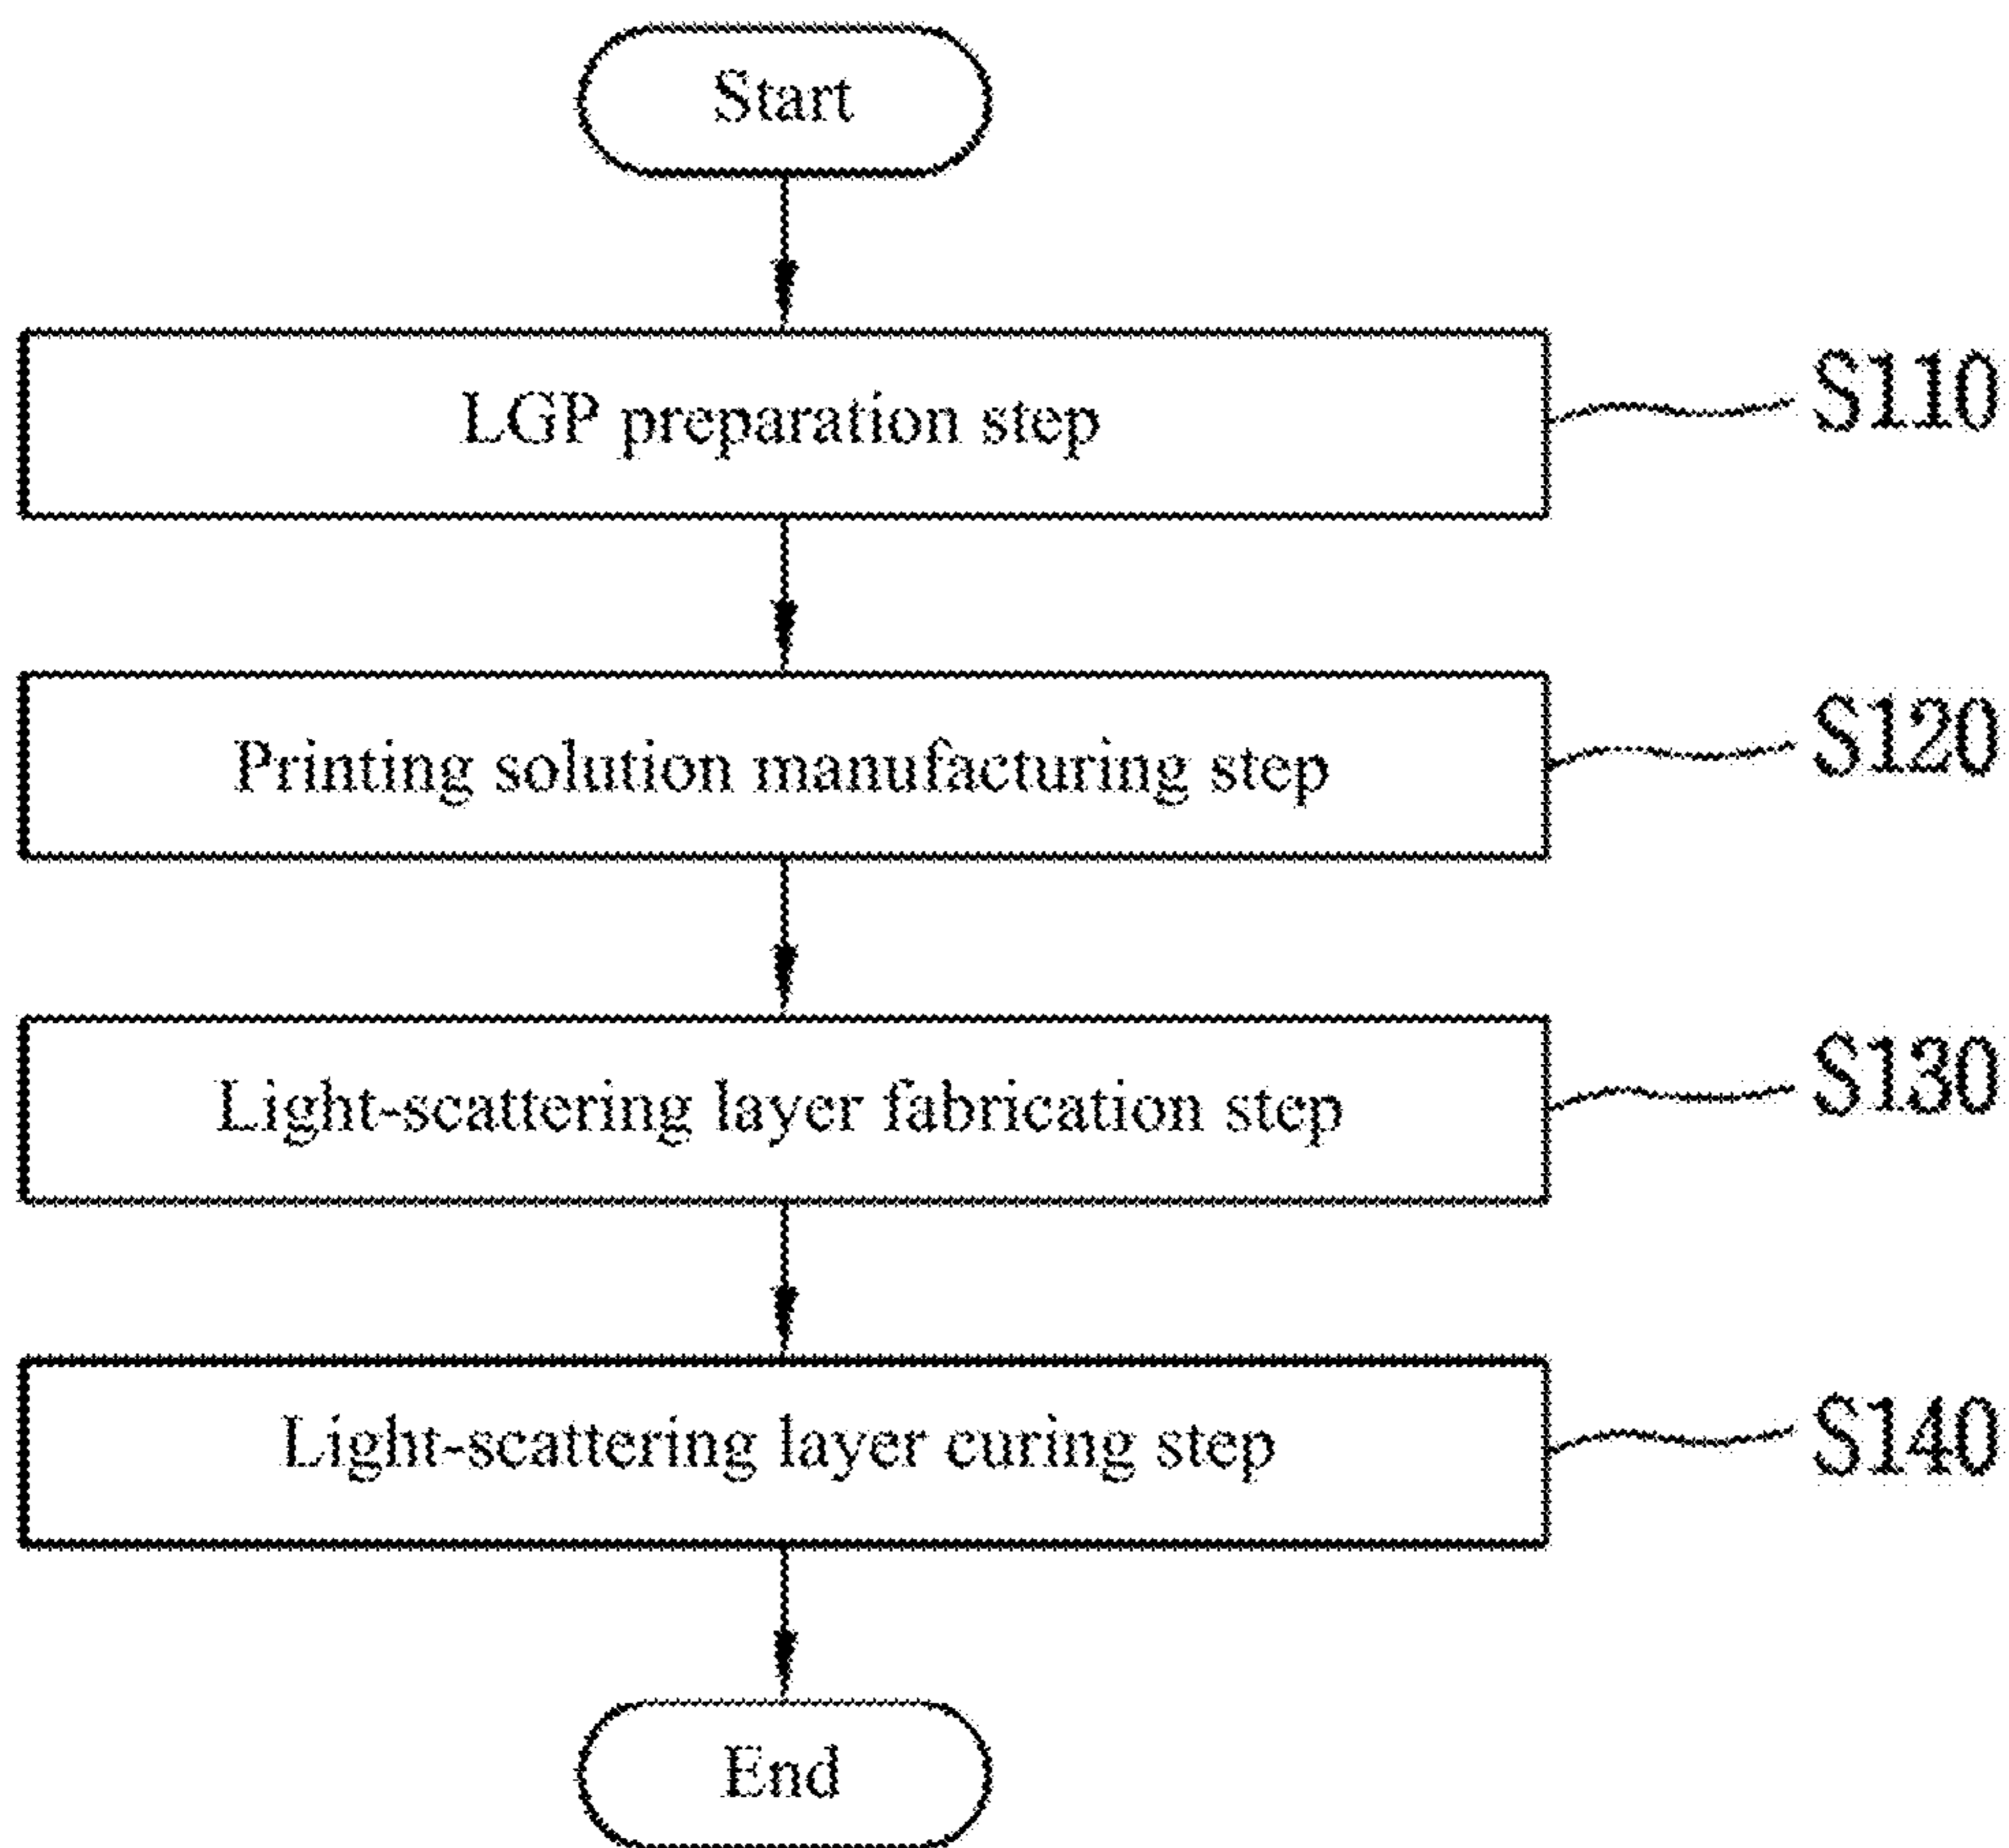 Start
LGP preparation step
S110
Printing solution manufacturing step
S120
Light-scattering layer fabrication step
S130
Light-scattering layer curing step
S140
End